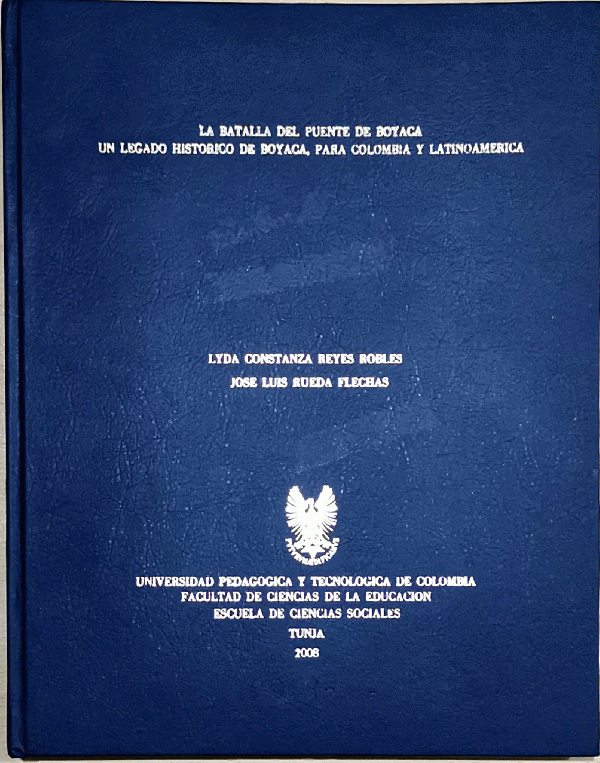 LA BATALLA DEL PUENTE DE BOYACA
UN LEGADO HISTORICO DE BOYACA, PARA COLOMBIA Y LATINOAMERICA
LYDA CONSTANZA REYES ROBLES
JOSE LUIS RUEDA FLECHAS
UNIVERSIDAD PEDAGOGICA Y TECNOLOGICA DE COLOMBIA
FACULTAD DE CIENCIAS DE LA EDUCACION
ESCUELA DE CIENCIAS SOCIALES
TUNJA
2008